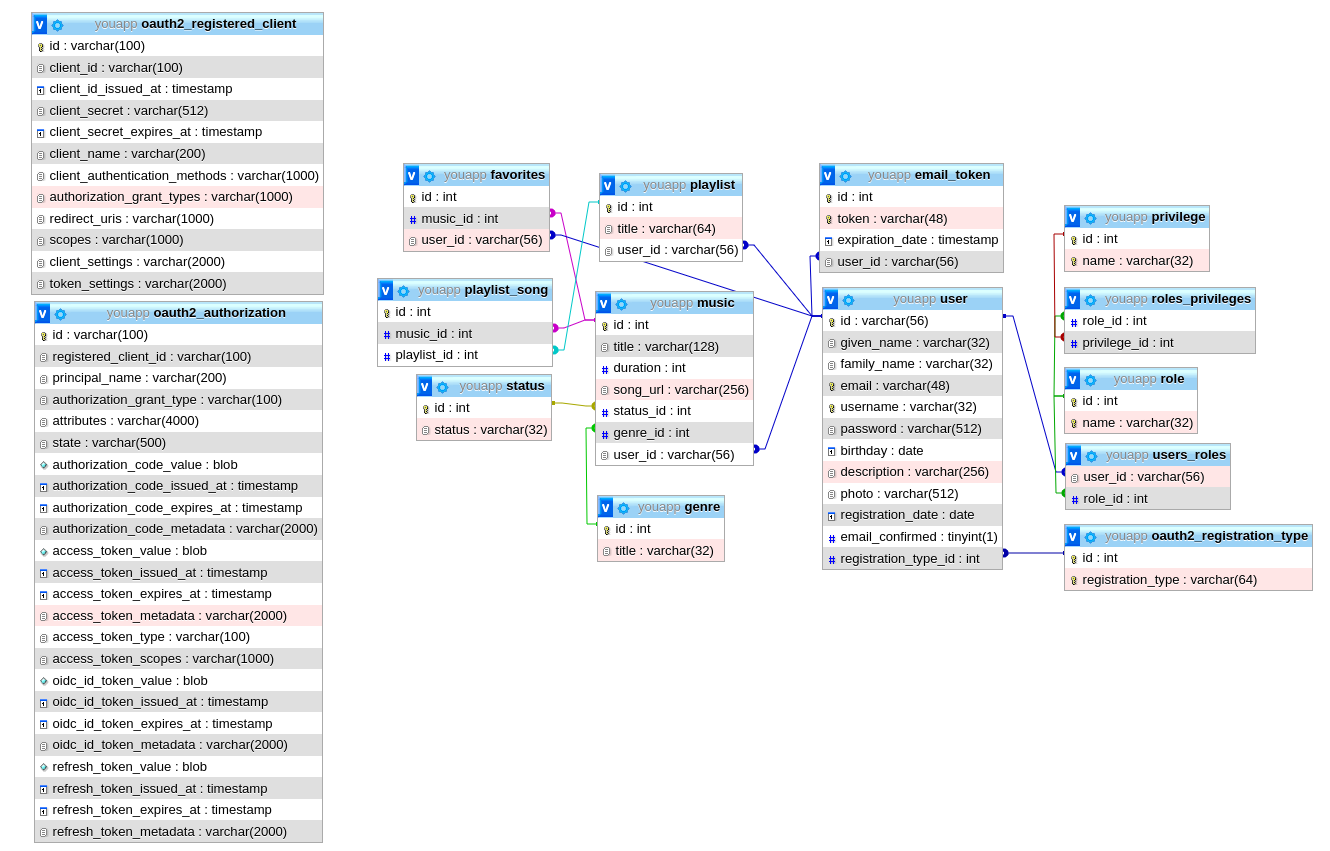 v youapp oauth2_registered_client
id : varchar(100)
client_id : varchar(100)
client_id_issued_at : timestamp
client_secret : varchar(512)
client_secret_expires_at : timestamp
client_name : varchar(200)
client_authentication_methods : varchar(1000)
authorization_grant_types : varchar(1000)
redirect_uris : varchar(1000)
scopes : varchar(1000)
client_settings : varchar(2000)
token_settings : varchar(2000)
v youapp oauth2_authorization
id : varchar(100)
registered_client_id : varchar(100)
principal_name : varchar(200)
authorization_grant_type : varchar(100)
attributes : varchar(4000)
state : varchar(500)
authorization_code_value : blob
authorization_code_issued_at : timestamp
authorization_code_expires_at : timestamp
authorization_code_metadata : varchar(2000)
access_token_value : blob
access_token_issued_at : timestamp
access_token_expires_at : timestamp
access_token_metadata : varchar(2000)
access_token_type : varchar(100)
access_token_scopes : varchar(1000)
oidc_id_token_value : blob
oidc_id_token_issued_at : timestamp
oidc_id_token_expires_at : timestamp
oidc_id_token_metadata : varchar(2000)
refresh_token_value : blob
refresh_token_issued_at : timestamp
refresh_token_expires_at : timestamp
refresh_token_metadata : varchar(2000)
v youapp favorites
id : int
# music_id : int
user_id : varchar(56)
v youapp playlist_song
id : int
# music_id : int
# playlist_id : int
v youapp status
id : int
status : varchar(32)
v youapp playlist
id : int
title : varchar(64)
user_id : varchar(56)
v youapp music
id : int
title : varchar(128)
# duration : int
song_url : varchar(256)
# status_id : int
# genre_id : int
user_id : varchar(56)
v youapp genre
id : int
title : varchar(32)
v youapp email_token
id : int
token : varchar(48)
expiration_date : timestamp
user_id : varchar(56)
v youapp user
id : varchar(56)
given_name : varchar(32)
family_name : varchar(32)
email : varchar(48)
username : varchar(32)
password : varchar(512)
birthday : date
description : varchar(256)
photo : varchar(512)
registration_date : date
# email_confirmed : tinyint(1)
# registration_type_id : int
v youapp privilege
id : int
name : varchar(32)
v youapp roles_privileges
# role_id : int
# privilege_id : int
v youapp role
id : int
name : varchar(32)
v youapp users_roles
user_id : varchar(56)
# role_id : int
v youapp oauth2_registration_type
id : int
registration_type : varchar(64)